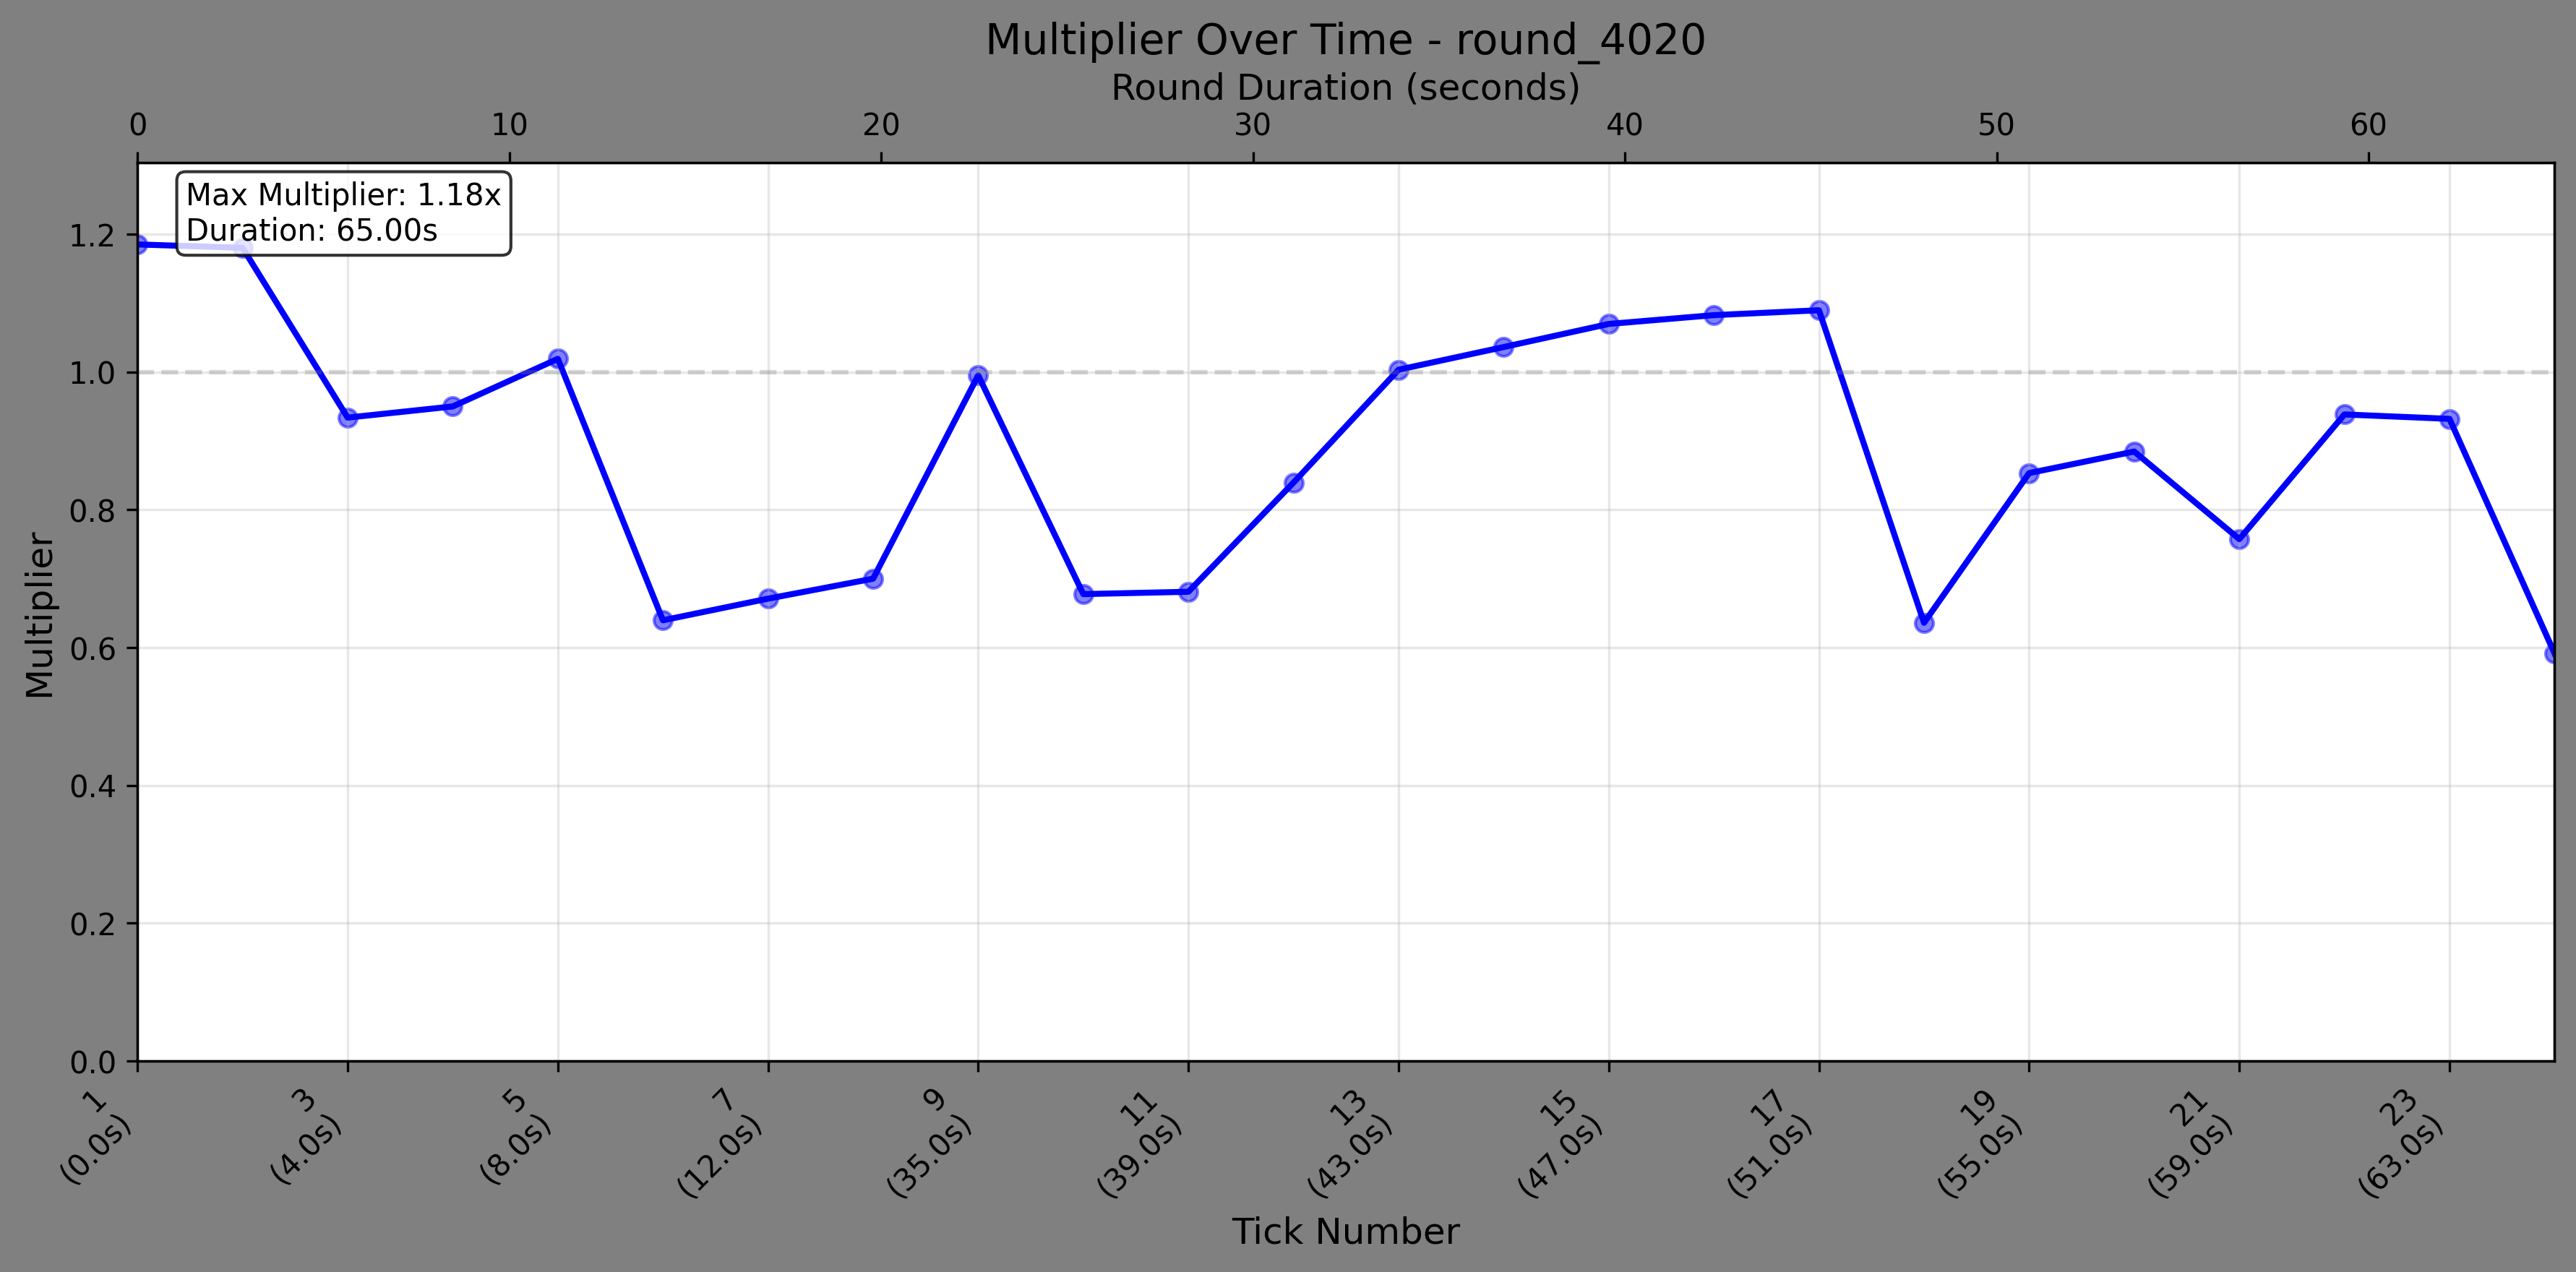 Multiplier Over Time - round_4020
Round Duration (seconds)
0 10 20 30 40 50 60
Max Multiplier: 1.18x
Duration: 65.00s
Multiplier
1.2
1.0
0.8
0.6
0.4
0.2
0.0
1 3 5 7 9 11 13 15 17 19 21 23
(0.0s) (4.0s) (8.0s) (12.0s) (35.0s) (39.0s) (43.0s) (47.0s) (51.0s) (55.0s) (59.0s) (63.0s)
Tick Number